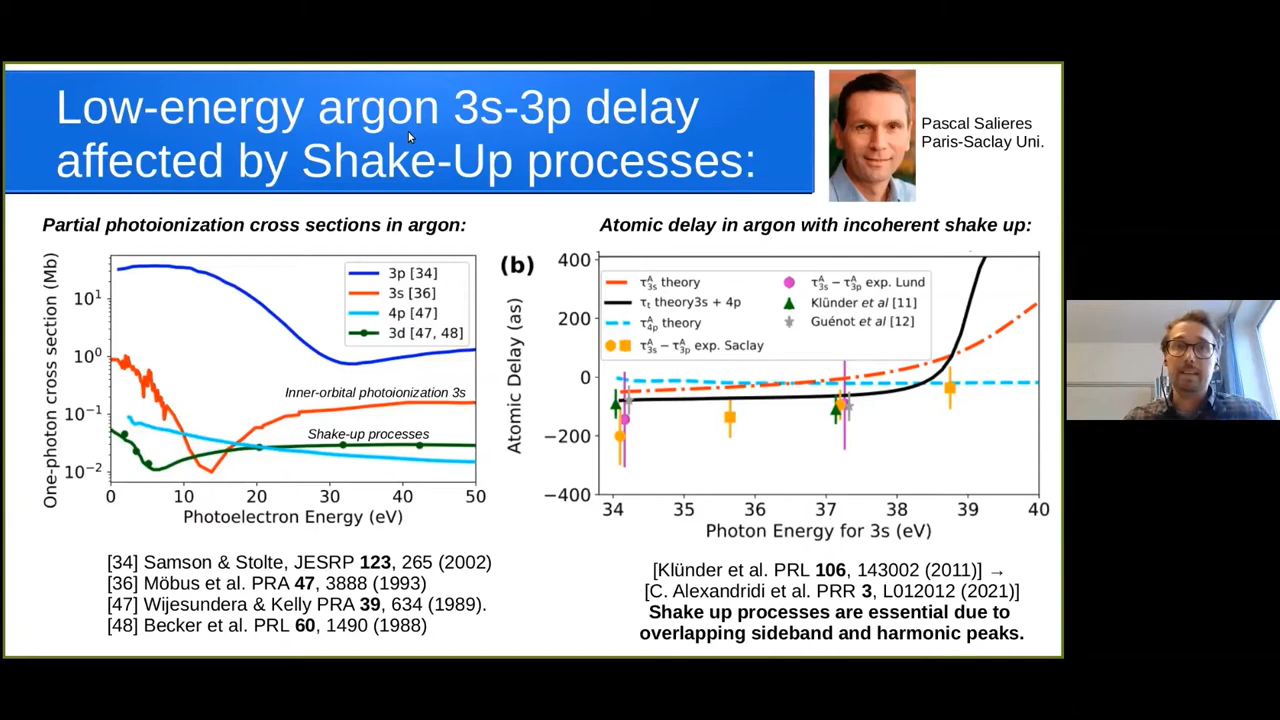 Low-energy argon 3s-3p delay
affected by Shake-Up processes:
Pascal Salieres
Paris-Saclay Uni.
Partial photoionization cross sections in argon:
One-photon cross section (Mb)
10¹
10⁰
10⁻¹
10⁻²
3p [34]
3s [36]
4p [47]
3d [47, 48]
Inner-orbital photoionization 3s
Shake-up processes
0 10 20 30 40 50
Photoelectron Energy (eV)
Atomic delay in argon with incoherent shake up:
(b)
Atomic Delay (as)
400
200
0
−200
−400
τᴬ₃ₛ theory
τₜ theory3s + 4p
τᴬ₄ₚ theory
τᴬ₃ₛ − τᴬ₃ₚ exp. Saclay
τᴬ₃ₛ − τᴬ₃ₚ exp. Lund
Klünder et al [11]
Guénot et al [12]
34 35 36 37 38 39 40
Photon Energy for 3s (eV)
[34] Samson & Stolte, JESRP 123, 265 (2002)
[36] Möbus et al. PRA 47, 3888 (1993)
[47] Wijesundera & Kelly PRA 39, 634 (1989).
[48] Becker et al. PRL 60, 1490 (1988)
[Klünder et al. PRL 106, 143002 (2011)] →
[C. Alexandridi et al. PRR 3, L012012 (2021)]
Shake up processes are essential due to
overlapping sideband and harmonic peaks.